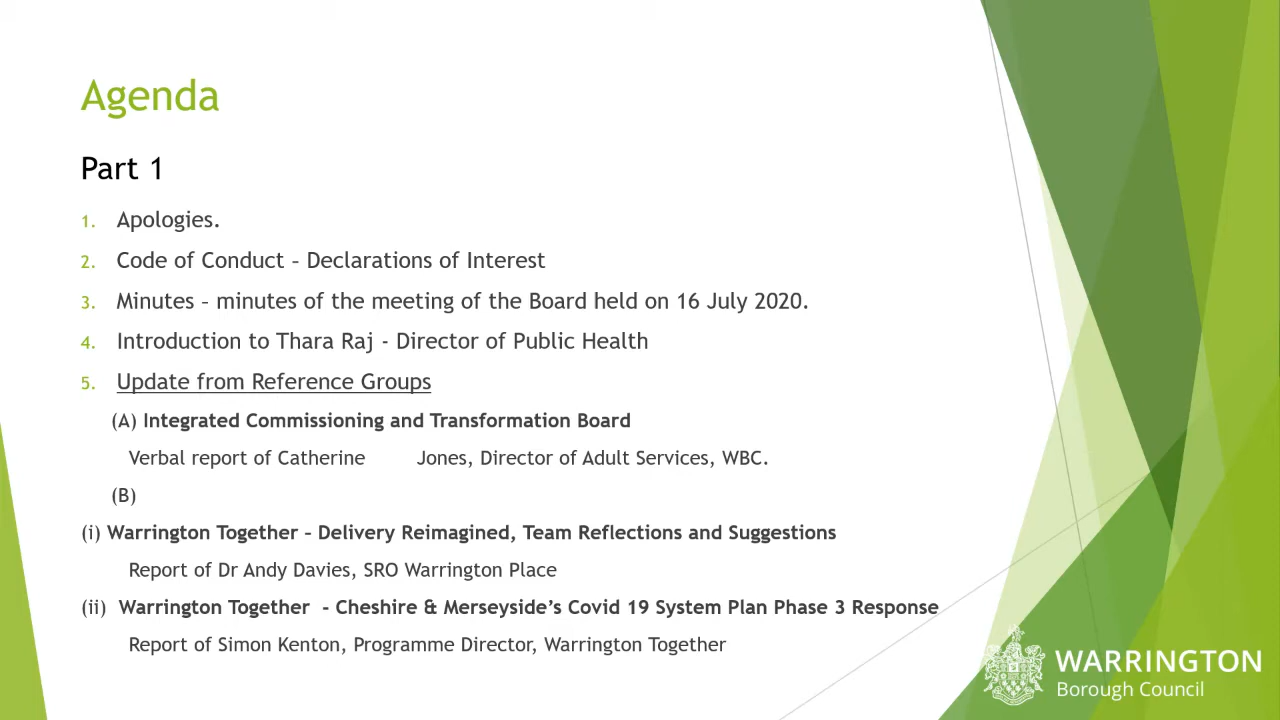 Agenda
Part 1
1. Apologies.
2. Code of Conduct – Declarations of Interest
3. Minutes – minutes of the meeting of the Board held on 16 July 2020.
4. Introduction to Thara Raj - Director of Public Health
5. Update from Reference Groups
(A) Integrated Commissioning and Transformation Board
Verbal report of Catherine Jones, Director of Adult Services, WBC.
(B)
(i) Warrington Together – Delivery Reimagined, Team Reflections and Suggestions
Report of Dr Andy Davies, SRO Warrington Place
(ii) Warrington Together - Cheshire & Merseyside’s Covid 19 System Plan Phase 3 Response
Report of Simon Kenton, Programme Director, Warrington Together
WARRINGTON
Borough Council